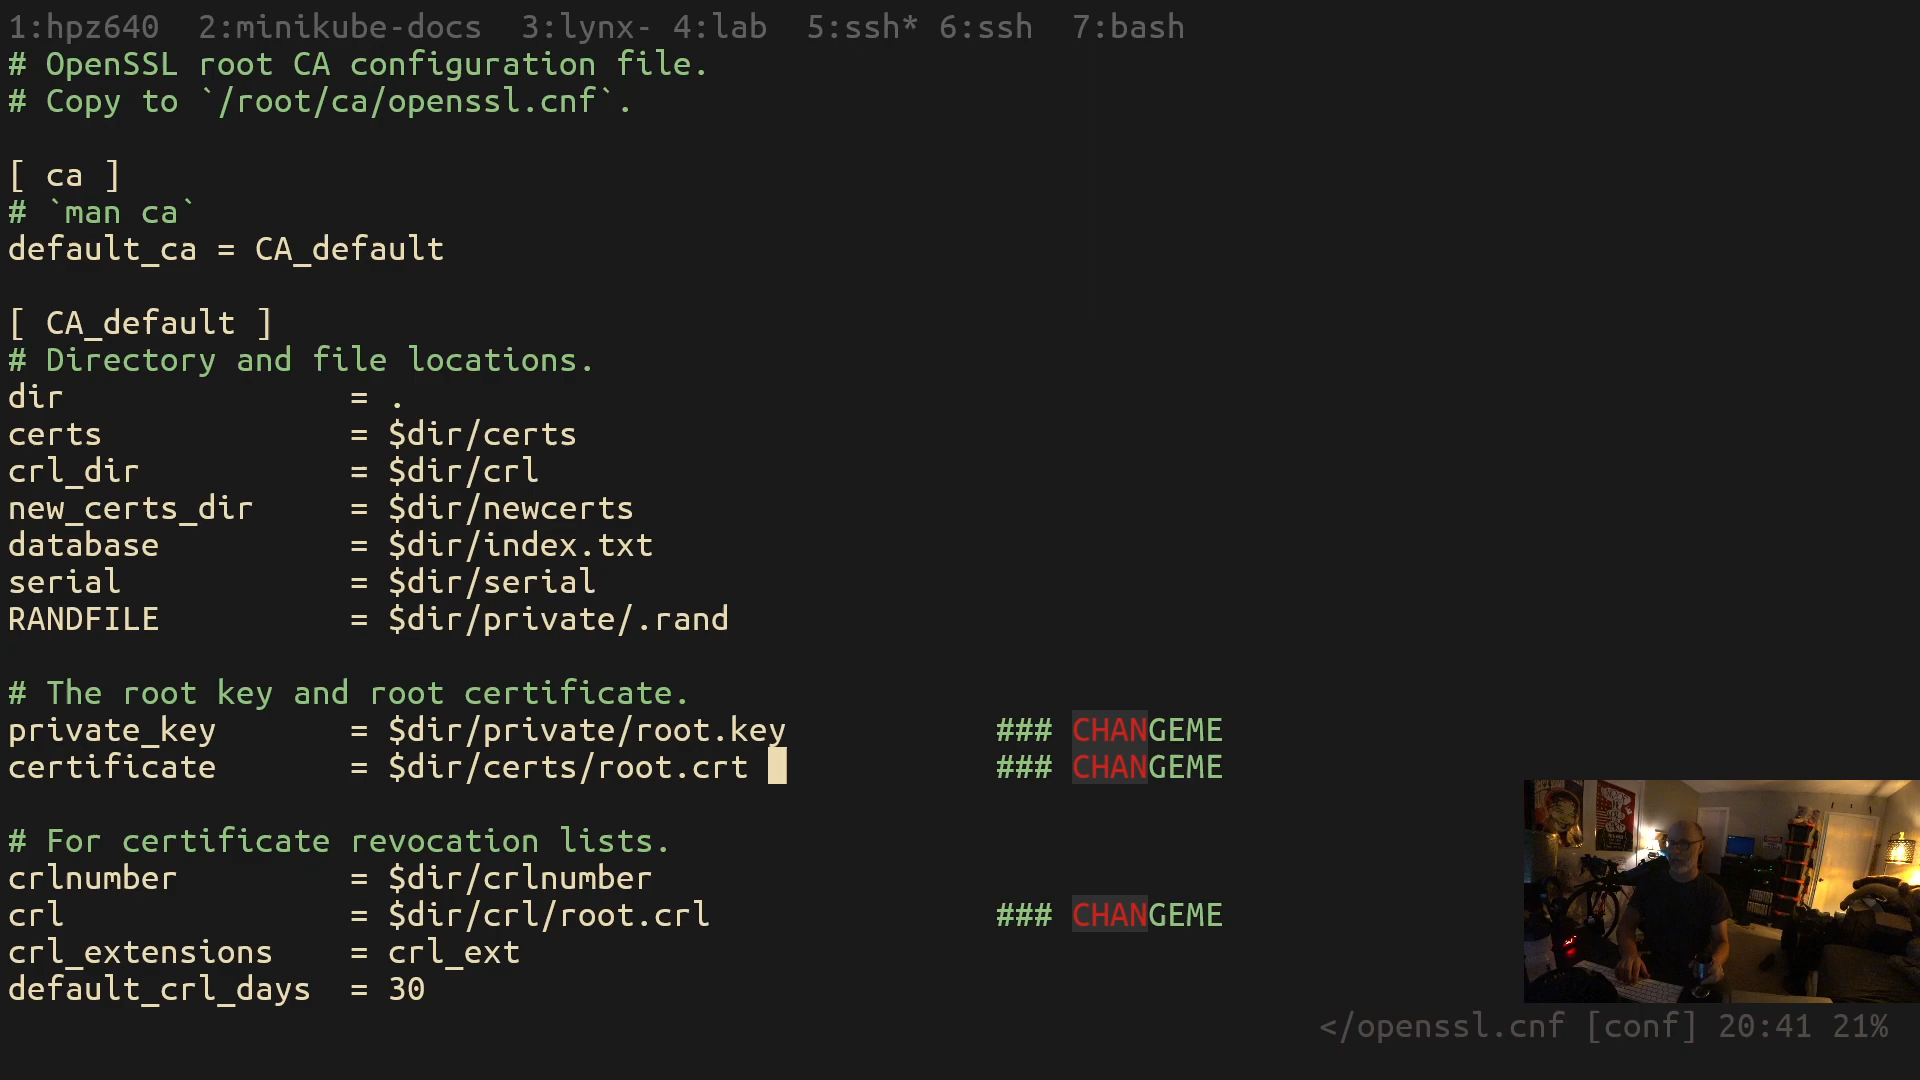 1:hpz640  2:minikube-docs  3:lynx- 4:lab  5:ssh* 6:ssh  7:bash
# OpenSSL root CA configuration file.
# Copy to `/root/ca/openssl.cnf`.
[ ca ]
# `man ca`
default_ca = CA_default
[ CA_default ]
# Directory and file locations.
dir               = .
certs             = $dir/certs
crl_dir           = $dir/crl
new_certs_dir     = $dir/newcerts
database          = $dir/index.txt
serial            = $dir/serial
RANDFILE          = $dir/private/.rand
# The root key and root certificate.
private_key       = $dir/private/root.key           ### CHANGEME
certificate       = $dir/certs/root.crt             ### CHANGEME
# For certificate revocation lists.
crlnumber         = $dir/crlnumber
crl               = $dir/crl/root.crl               ### CHANGEME
crl_extensions    = crl_ext
default_crl_days  = 30
</openssl.cnf [conf] 20:41 21%